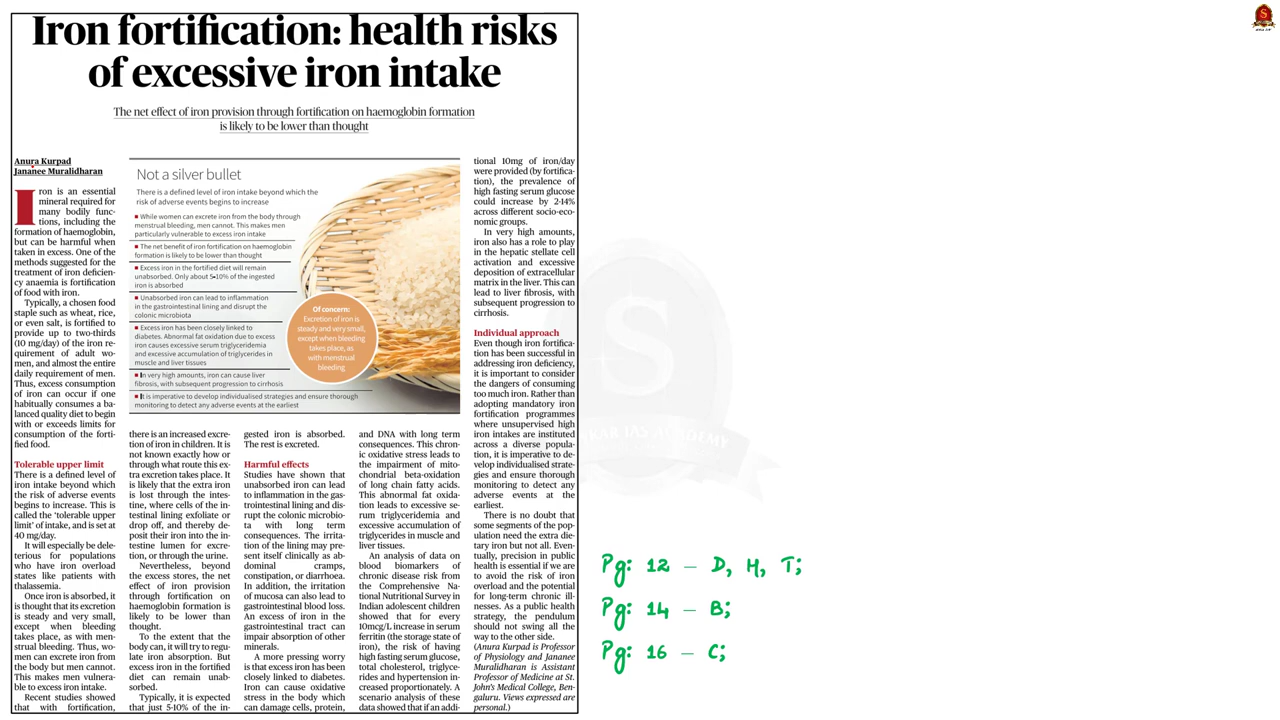 Iron fortification: health risks
of excessive iron intake
The net effect of iron provision through fortification on haemoglobin formation
is likely to be lower than thought
Anura Kurpad
Jananee Muralidharan
Iron is an essential
mineral required for
many bodily func-
tions, including the
formation of haemoglobin,
but can be harmful when
taken in excess. One of the
methods suggested for the
treatment of iron deficien-
cy anaemia is fortification
of food with iron.
Typically, a chosen food
staple such as wheat, rice,
or even salt, is fortified to
provide up to two-thirds
(10 mg/day) of the iron re-
quirement of adult wo-
men, and almost the entire
daily requirement of men.
Thus, excess consumption
of iron can occur if one
habitually consumes a ba-
lanced quality diet to begin
with or exceeds limits for
consumption of the forti-
fied food.
Tolerable upper limit
There is a defined level of
iron intake beyond which
the risk of adverse events
begins to increase. This is
called the 'tolerable upper
limit' of intake, and is set at
40 mg/day.
It will especially be dele-
terious for populations
who have iron overload
states like patients with
thalassemia.
Once iron is absorbed, it
is thought that its excretion
is steady and very small,
except when bleeding
takes place, as with men-
strual bleeding. Thus, wo-
men can excrete iron from
the body but men cannot.
This makes men vulnera-
ble to excess iron intake.
Recent studies showed
that with fortification,
Not a silver bullet
There is a defined level of iron intake beyond which the
risk of adverse events begins to increase
While women can excrete iron from the body through
menstrual bleeding, men cannot. This makes men
particularly vulnerable to excess iron intake
The net benefit of iron fortification on haemoglobin
formation is likely to be lower than thought
Excess iron in the fortified diet will remain
unabsorbed. Only about 5-10% of the ingested
iron is absorbed
Unabsorbed iron can lead to inflammation
in the gastrointestinal lining and disrupt the
colonic microbiota
Excess iron has been closely linked to
diabetes. Abnormal fat oxidation due to excess
iron causes excessive serum triglyceridemia
and excessive accumulation of triglycerides in
muscle and liver tissues
In very high amounts, iron can cause liver
fibrosis, with subsequent progression to cirrhosis
It is imperative to develop individualised strategies and ensure thorough
monitoring to detect any adverse events at the earliest
Of concern:
Excretion of iron is
steady and very small,
except when bleeding
takes place, as
with menstrual
bleeding
there is an increased excre-
tion of iron in children. It is
not known exactly how or
through what route this ex-
tra excretion takes place. It
is likely that the extra iron
is lost through the intes-
tine, where cells of the in-
testinal lining exfoliate or
drop off, and thereby de-
posit their iron into the in-
testine lumen for excre-
tion, or through the urine.
Nevertheless, beyond
the excess stores, the net
effect of iron provision
through fortification on
haemoglobin formation is
likely to be lower than
thought.
To the extent that the
body can, it will try to regu-
late iron absorption. But
excess iron in the fortified
diet can remain unab-
sorbed.
Typically, it is expected
that just 5-10% of the in-
gested iron is absorbed.
The rest is excreted.
Harmful effects
Studies have shown that
unabsorbed iron can lead
to inflammation in the gas-
trointestinal lining and dis-
rupt the colonic microbio-
ta with long term
consequences. The irrita-
tion of the lining may pre-
sent itself clinically as ab-
dominal cramps,
constipation, or diarrhoea.
In addition, the irritation
of mucosa can also lead to
gastrointestinal blood loss.
An excess of iron in the
gastrointestinal tract can
impair absorption of other
minerals.
A more pressing worry
is that excess iron has been
closely linked to diabetes.
Iron can cause oxidative
stress in the body which
can damage cells, protein,
and DNA with long term
consequences. This chron-
ic oxidative stress leads to
the impairment of mito-
chondrial beta-oxidation
of long chain fatty acids.
This abnormal fat oxida-
tion leads to excessive se-
rum triglyceridemia and
excessive accumulation of
triglycerides in muscle and
liver tissues.
An analysis of data on
blood biomarkers of
chronic disease risk from
the Comprehensive Na-
tional Nutritional Survey in
Indian adolescent children
showed that for every
10mcg/L increase in serum
ferritin (the storage state of
iron), the risk of having
high fasting serum glucose,
total cholesterol, triglyce-
rides and hypertension in-
creased proportionately. A
scenario analysis of these
data showed that if an addi-
tional 10mg of iron/day
were provided (by fortifica-
tion), the prevalence of
high fasting serum glucose
could increase by 2-14%
across different socio-eco-
nomic groups.
In very high amounts,
iron also has a role to play
in the hepatic stellate cell
activation and excessive
deposition of extracellular
matrix in the liver. This can
lead to liver fibrosis, with
subsequent progression to
cirrhosis.
Individual approach
Even though iron fortifica-
tion has been successful in
addressing iron deficiency,
it is important to consider
the dangers of consuming
too much iron. Rather than
adopting mandatory iron
fortification programmes
where unsupervised high
iron intakes are instituted
across a diverse popula-
tion, it is imperative to de-
velop individualised strate-
gies and ensure thorough
monitoring to detect any
adverse events at the
earliest.
There is no doubt that
some segments of the pop-
ulation need the extra die-
tary iron but not all. Even-
tually, precision in public
health is essential if we are
to avoid the risk of iron
overload and the potential
for long-term chronic ill-
nesses. As a public health
strategy, the pendulum
should not swing all the
way to the other side.
(Anura Kurpad is Professor
of Physiology and Jananee
Muralidharan is Assistant
Professor of Medicine at St.
John's Medical College, Ben-
galuru. Views expressed are
personal.)
Pg: 12 – D, H, T;
Pg: 14 – B;
Pg: 16 – C;